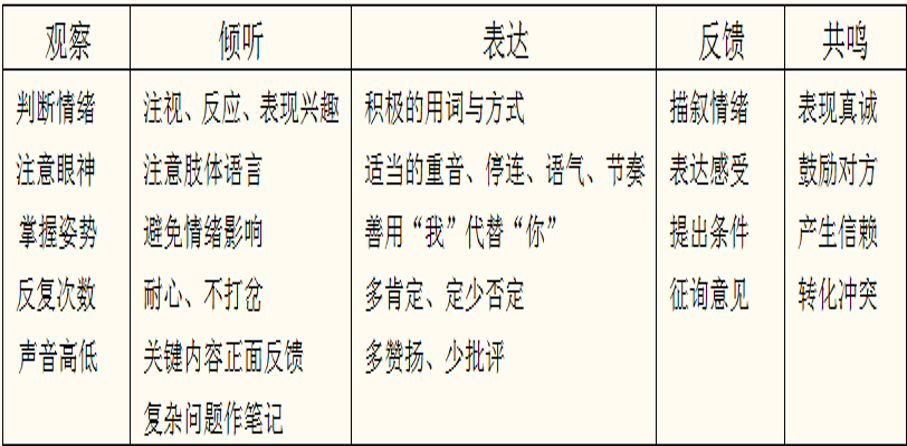 观察 倾听 表达 反馈 共鸣
判断情绪 注视、反应、表现兴趣 积极的用词与方式 描叙情绪 表现真诚
注意眼神 注意肢体语言 适当的重音、停连、语气、节奏 表达感受 鼓励对方
掌握姿势 避免情绪影响 善用“我”代替“你” 提出条件 产生信赖
反复次数 耐心、不打岔 多肯定、定少否定 征询意见 转化冲突
声音高低 关键内容正面反馈 多赞扬、少批评
复杂问题作笔记